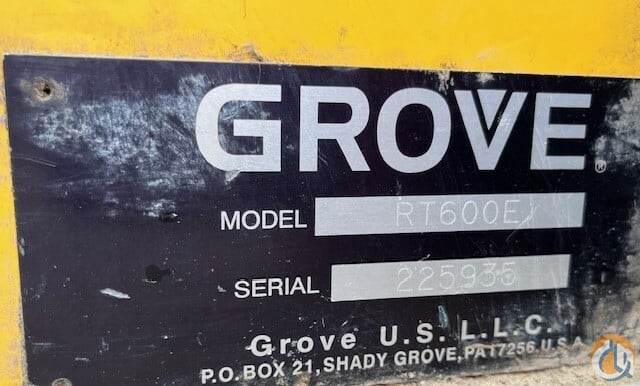 GROVE®
MODEL RT600E
SERIAL 225935
Grove U.S. L.L.C.
P.O. BOX 21, SHADY GROVE, PA 17256 U.S.A.